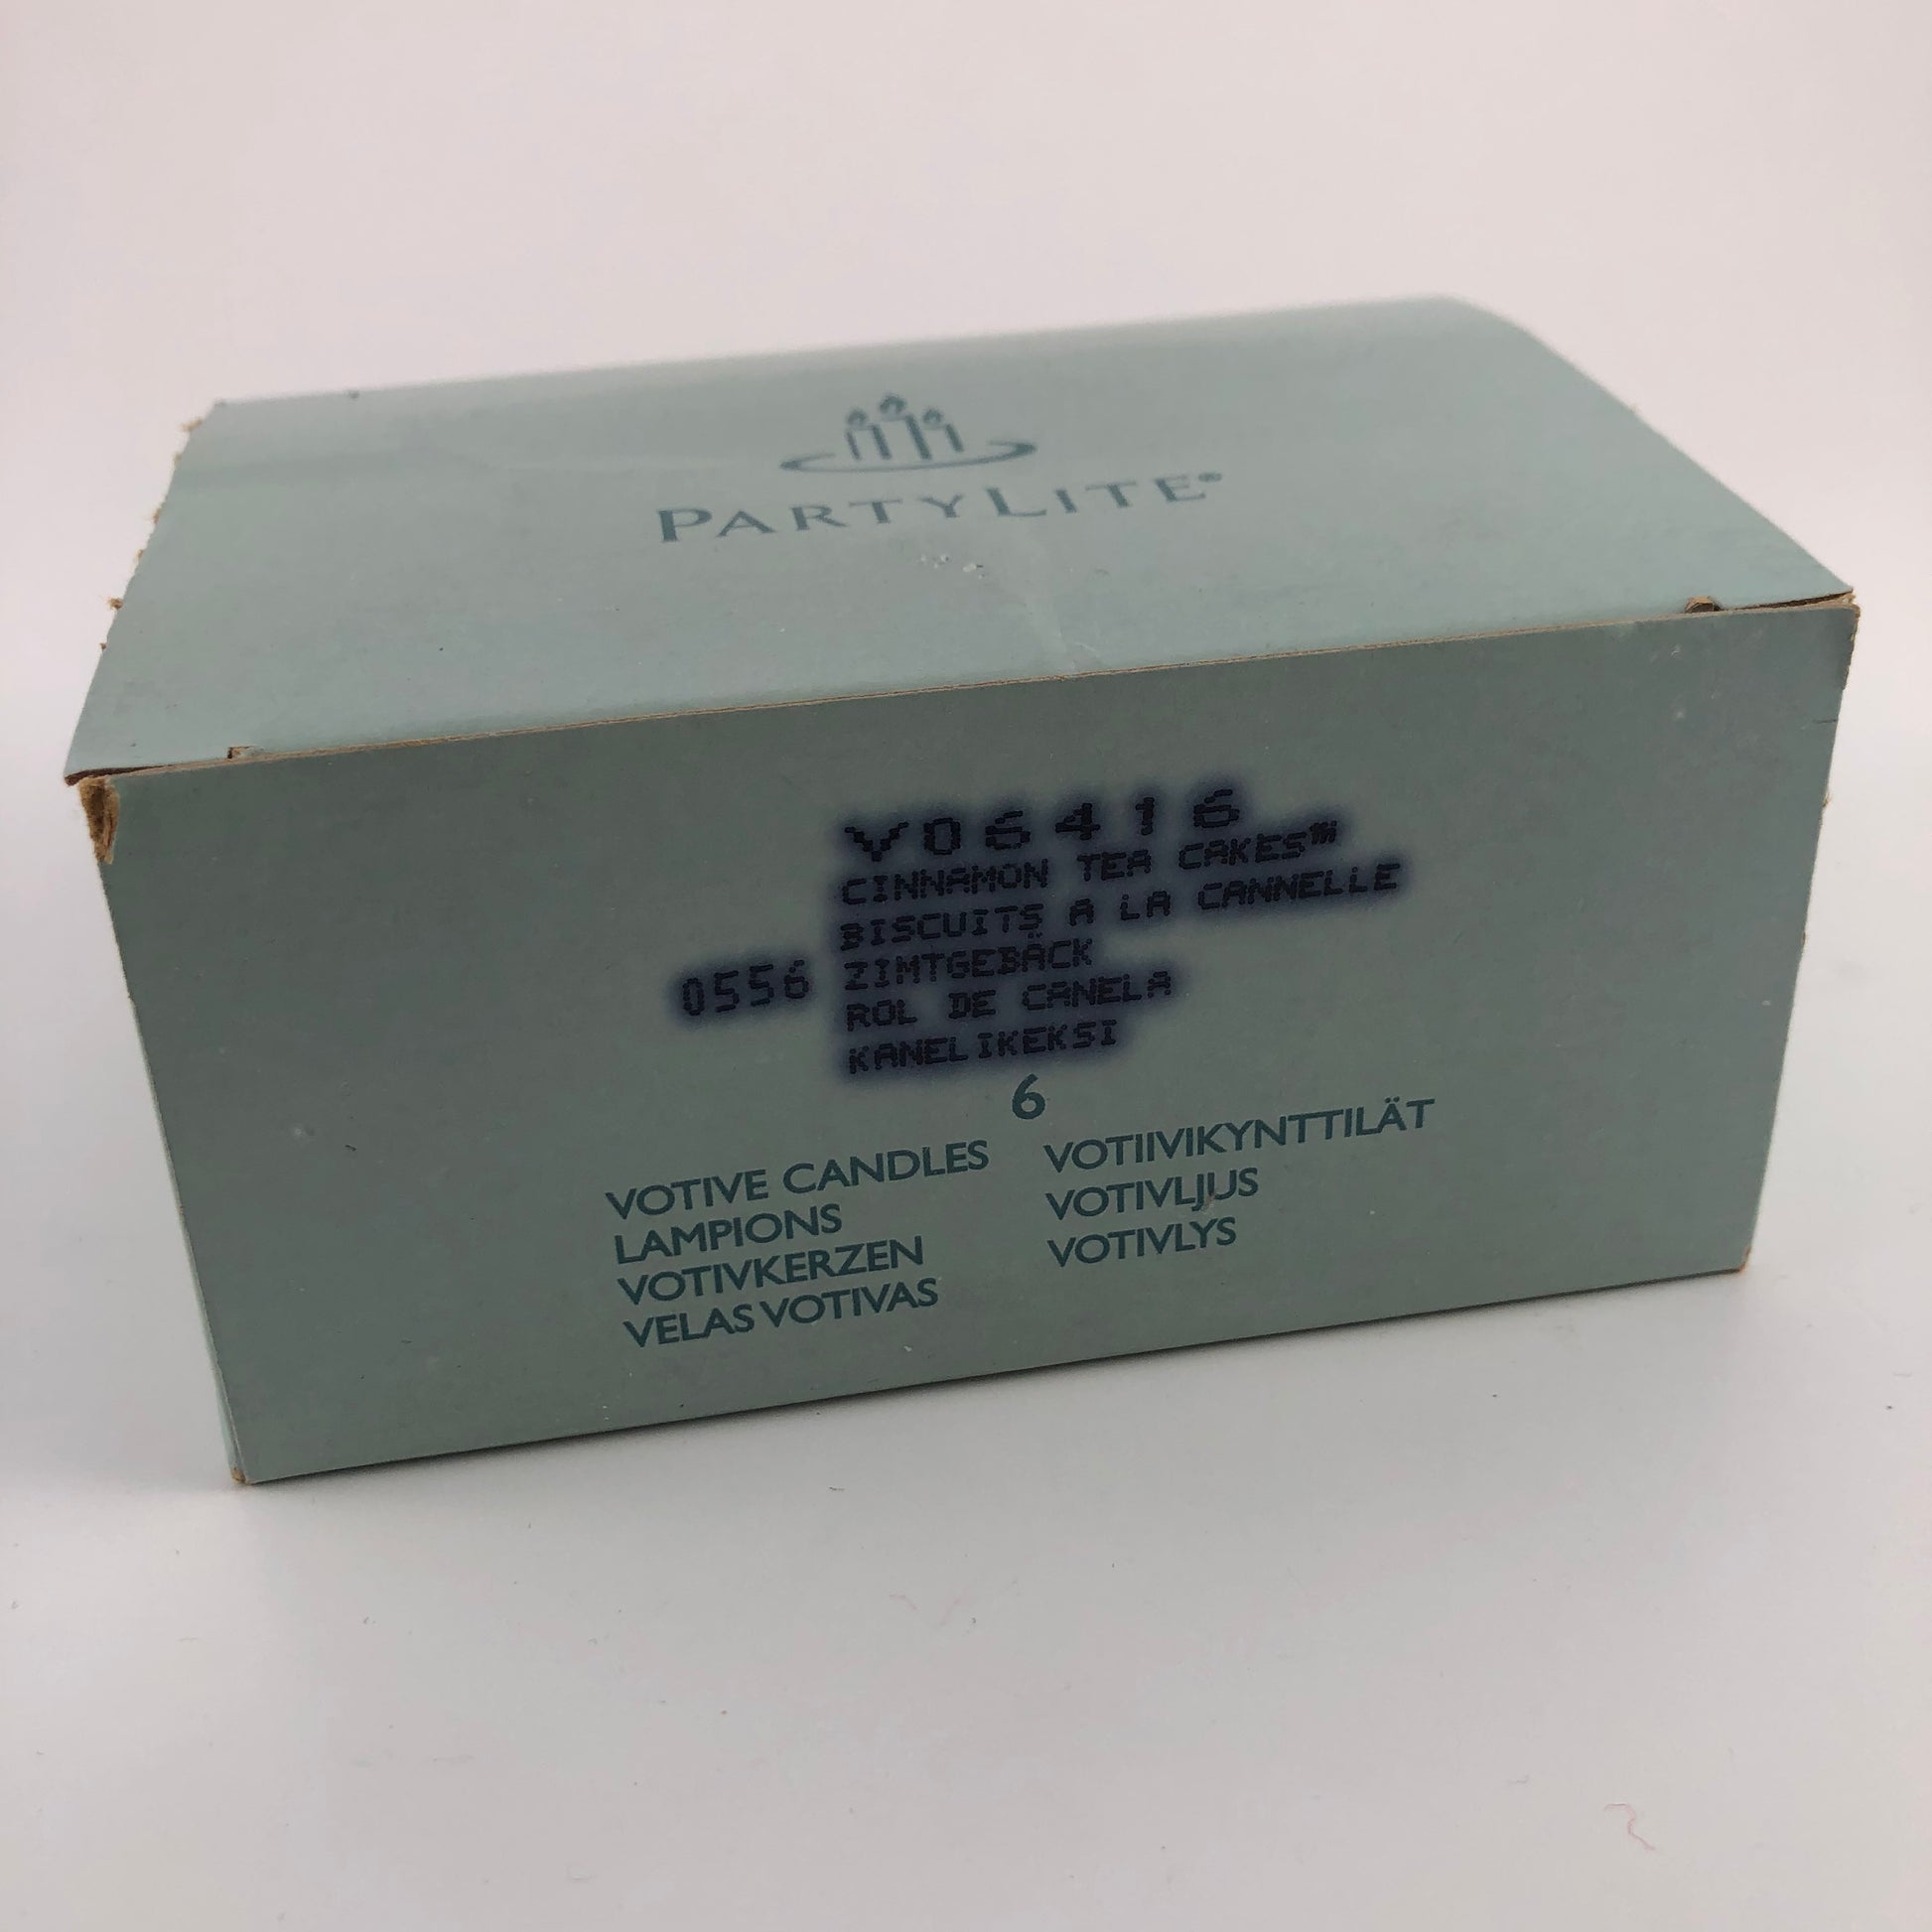 PARTYLITE®
V06416
CINNAMON TEA CAKES™
BISCUITS A LA CANNELLE
0556 ZIMTGEBÄCK
ROL DE CANELA
KANELIKEKSI
6
VOTIVE CANDLES
LAMPIONS
VOTIVKERZEN
VELAS VOTIVAS
VOTIIVIKYNTTILÄT
VOTIVLJUS
VOTIVLYS